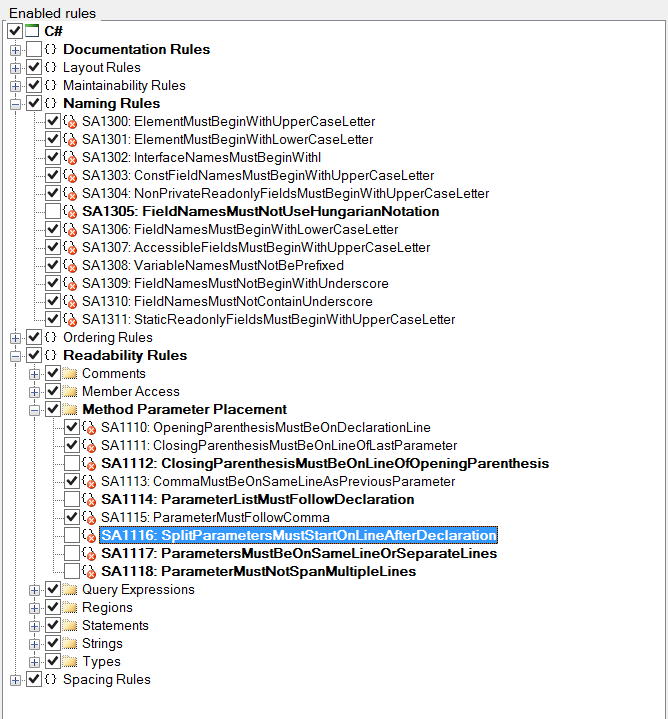 Enabled rules
C#
{} Documentation Rules
{} Layout Rules
{} Maintainability Rules
{} Naming Rules
SA1300: ElementMustBeginWithUpperCaseLetter
SA1301: ElementMustBeginWithLowerCaseLetter
SA1302: InterfaceNamesMustBeginWithI
SA1303: ConstFieldNamesMustBeginWithUpperCaseLetter
SA1304: NonPrivateReadonlyFieldsMustBeginWithUpperCaseLetter
SA1305: FieldNamesMustNotUseHungarianNotation
SA1306: FieldNamesMustBeginWithLowerCaseLetter
SA1307: AccessibleFieldsMustBeginWithUpperCaseLetter
SA1308: VariableNamesMustNotBePrefixed
SA1309: FieldNamesMustNotBeginWithUnderscore
SA1310: FieldNamesMustNotContainUnderscore
SA1311: StaticReadonlyFieldsMustBeginWithUpperCaseLetter
{} Ordering Rules
{} Readability Rules
Comments
Member Access
Method Parameter Placement
SA1110: OpeningParenthesisMustBeOnDeclarationLine
SA1111: ClosingParenthesisMustBeOnLineOfLastParameter
SA1112: ClosingParenthesisMustBeOnLineOfOpeningParenthesis
SA1113: CommaMustBeOnSameLineAsPreviousParameter
SA1114: ParameterListMustFollowDeclaration
SA1115: ParameterMustFollowComma
SA1116: SplitParametersMustStartOnLineAfterDeclaration
SA1117: ParametersMustBeOnSameLineOrSeparateLines
SA1118: ParameterMustNotSpanMultipleLines
Query Expressions
Regions
Statements
Strings
Types
{} Spacing Rules